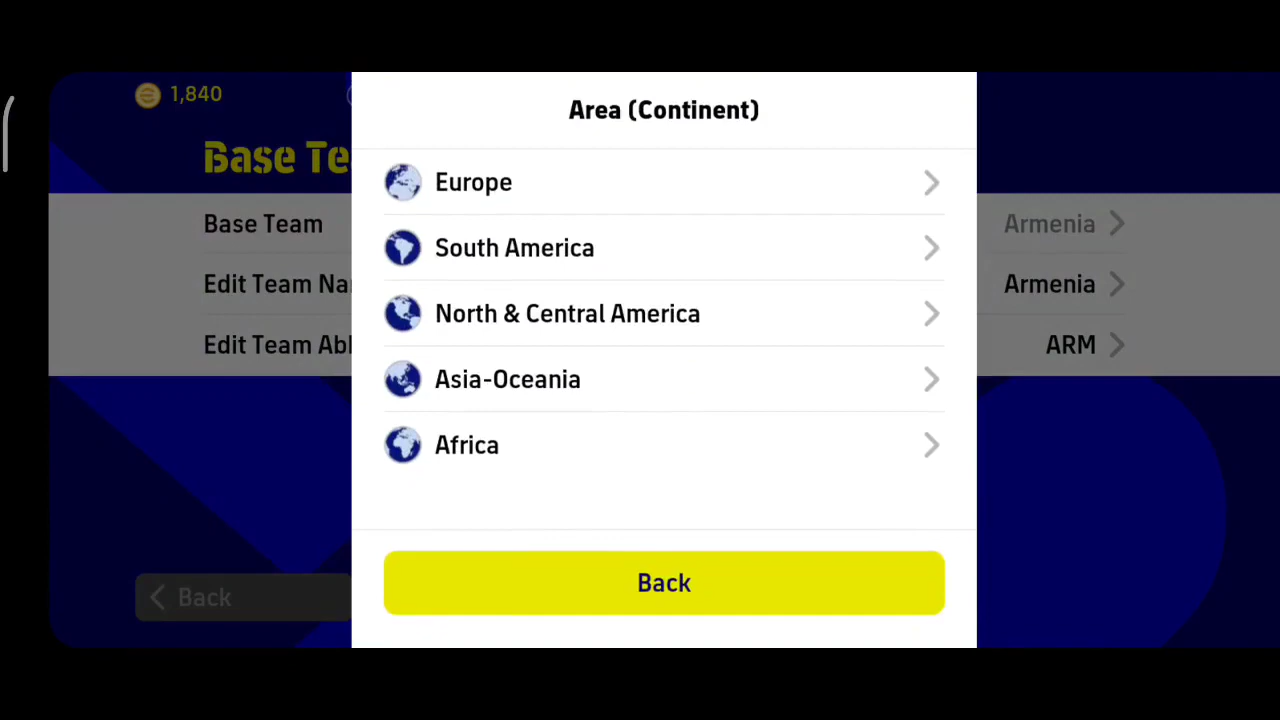 1,840
Area (Continent)
Base Te
Europe
Base Team
Armenia
South America
Edit Team Na
Armenia
North & Central America
Edit Team Ab
ARM
Asia-Oceania
Africa
Back
Back